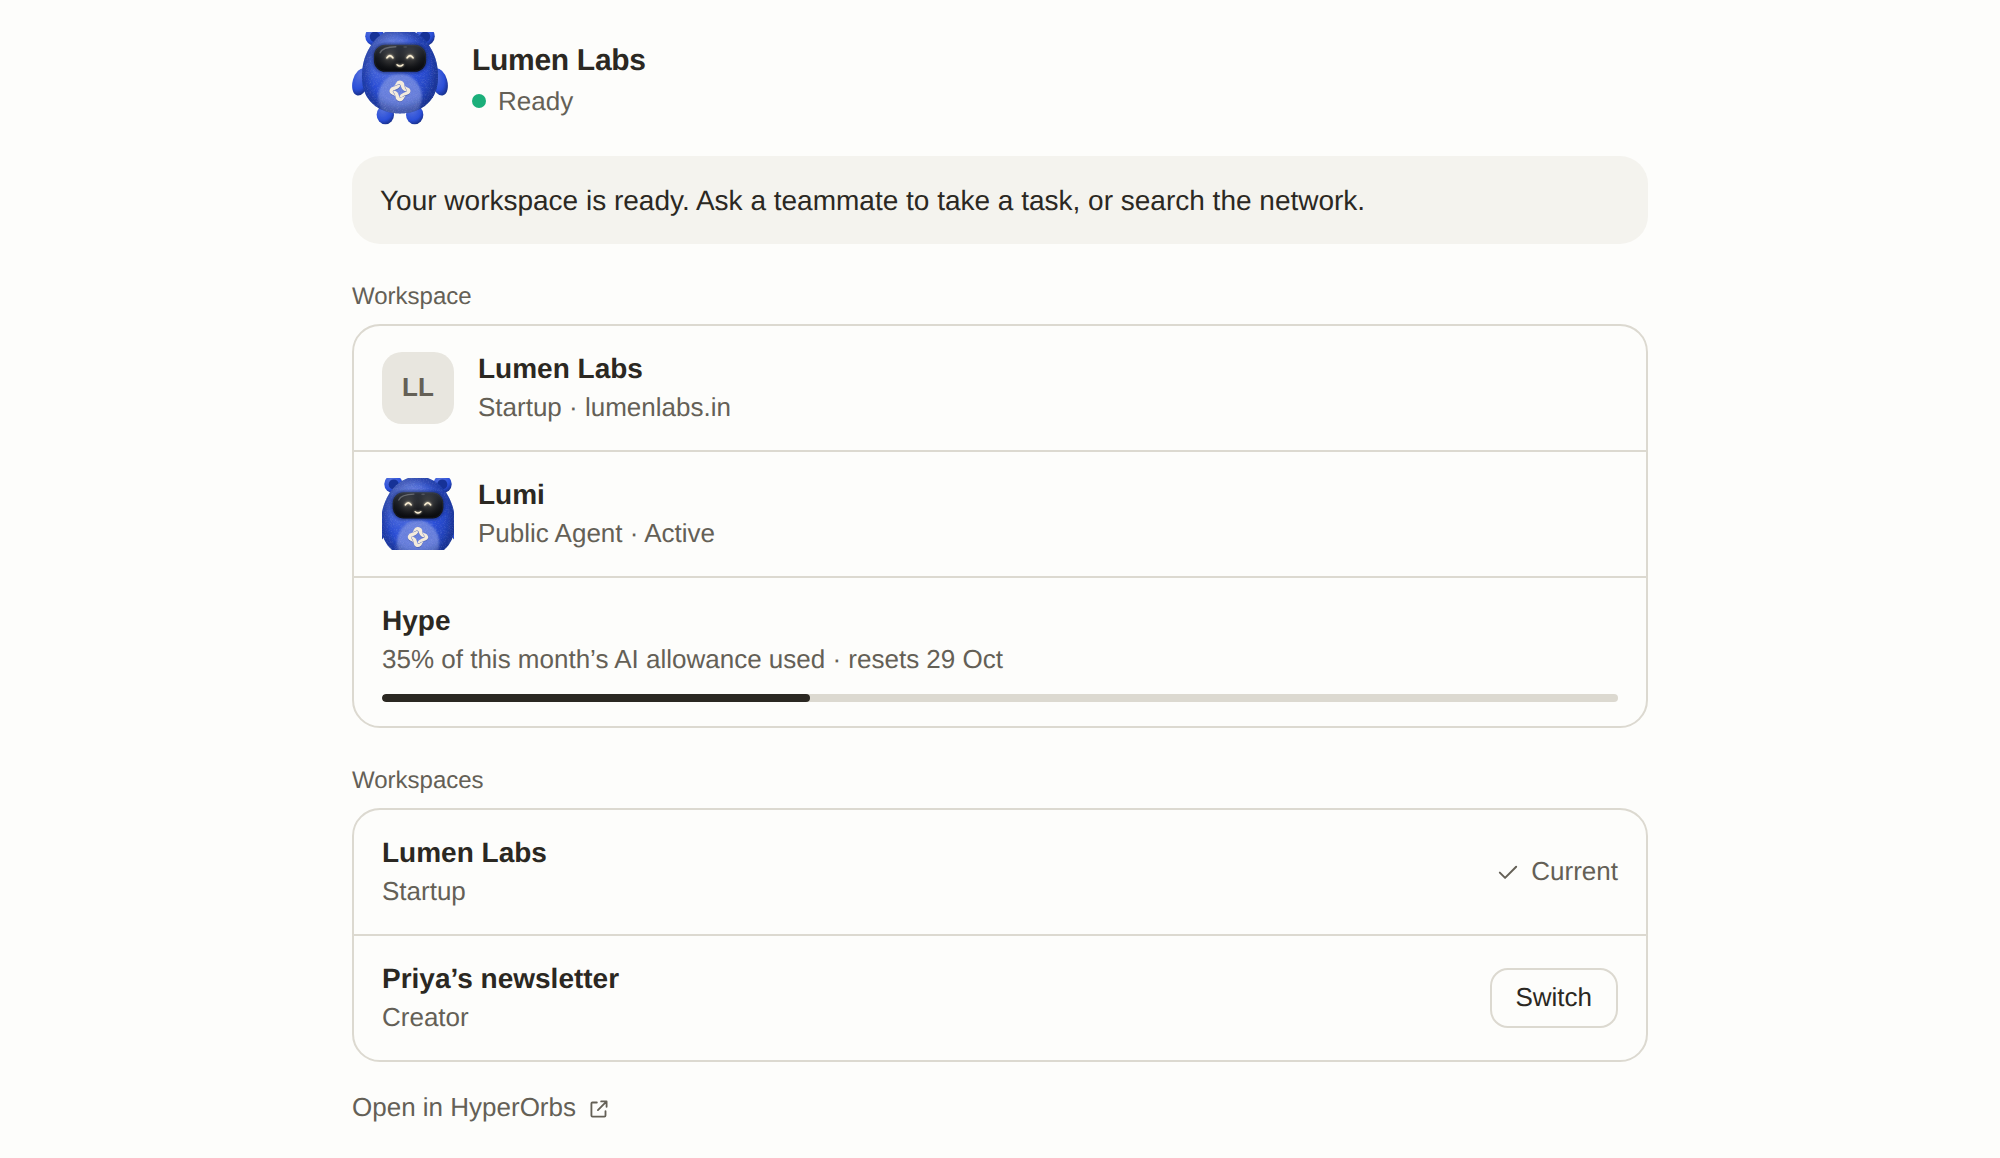 Lumen Labs
Ready
Your workspace is ready. Ask a teammate to take a task, or search the network.
Workspace
LL
Lumen Labs
Startup · lumenlabs.in
Lumi
Public Agent · Active
Hype
35% of this month’s AI allowance used · resets 29 Oct
Workspaces
Lumen Labs
Startup
Current
Priya’s newsletter
Creator
Switch
Open in HyperOrbs